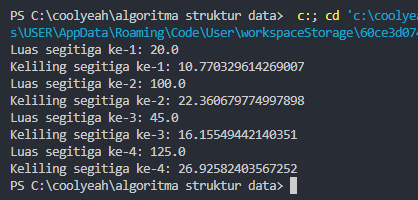 PS C:\coolyeah\algoritma struktur data> c:; cd 'c:\coolye
s\USER\AppData\Roaming\Code\User\workspaceStorage\60ce3d074
Luas segitiga ke-1: 20.0
Keliling segitiga ke-1: 10.770329614269007
Luas segitiga ke-2: 100.0
Keliling segitiga ke-2: 22.360679774997898
Luas segitiga ke-3: 45.0
Keliling segitiga ke-3: 16.15549442140351
Luas segitiga ke-4: 125.0
Keliling segitiga ke-4: 26.92582403567252
PS C:\coolyeah\algoritma struktur data>